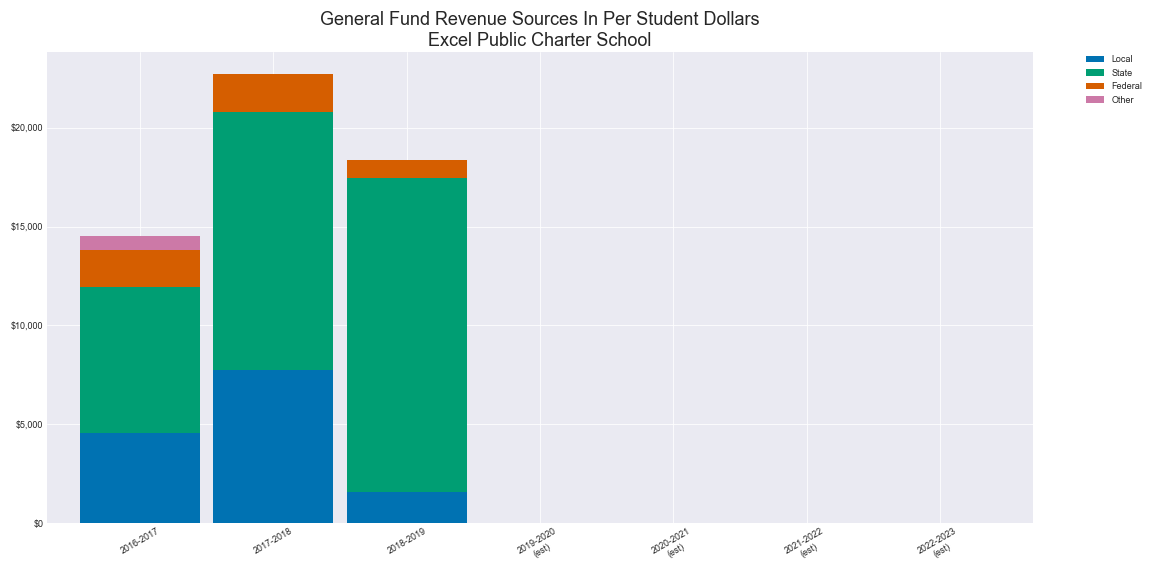 General Fund Revenue Sources In Per Student Dollars
Excel Public Charter School
Local
State
Federal
Other
$20,000
$15,000
$10,000
$5,000
$0
2016-2017
2017-2018
2018-2019
2019-2020
(est)
2020-2021
(est)
2021-2022
(est)
2022-2023
(est)